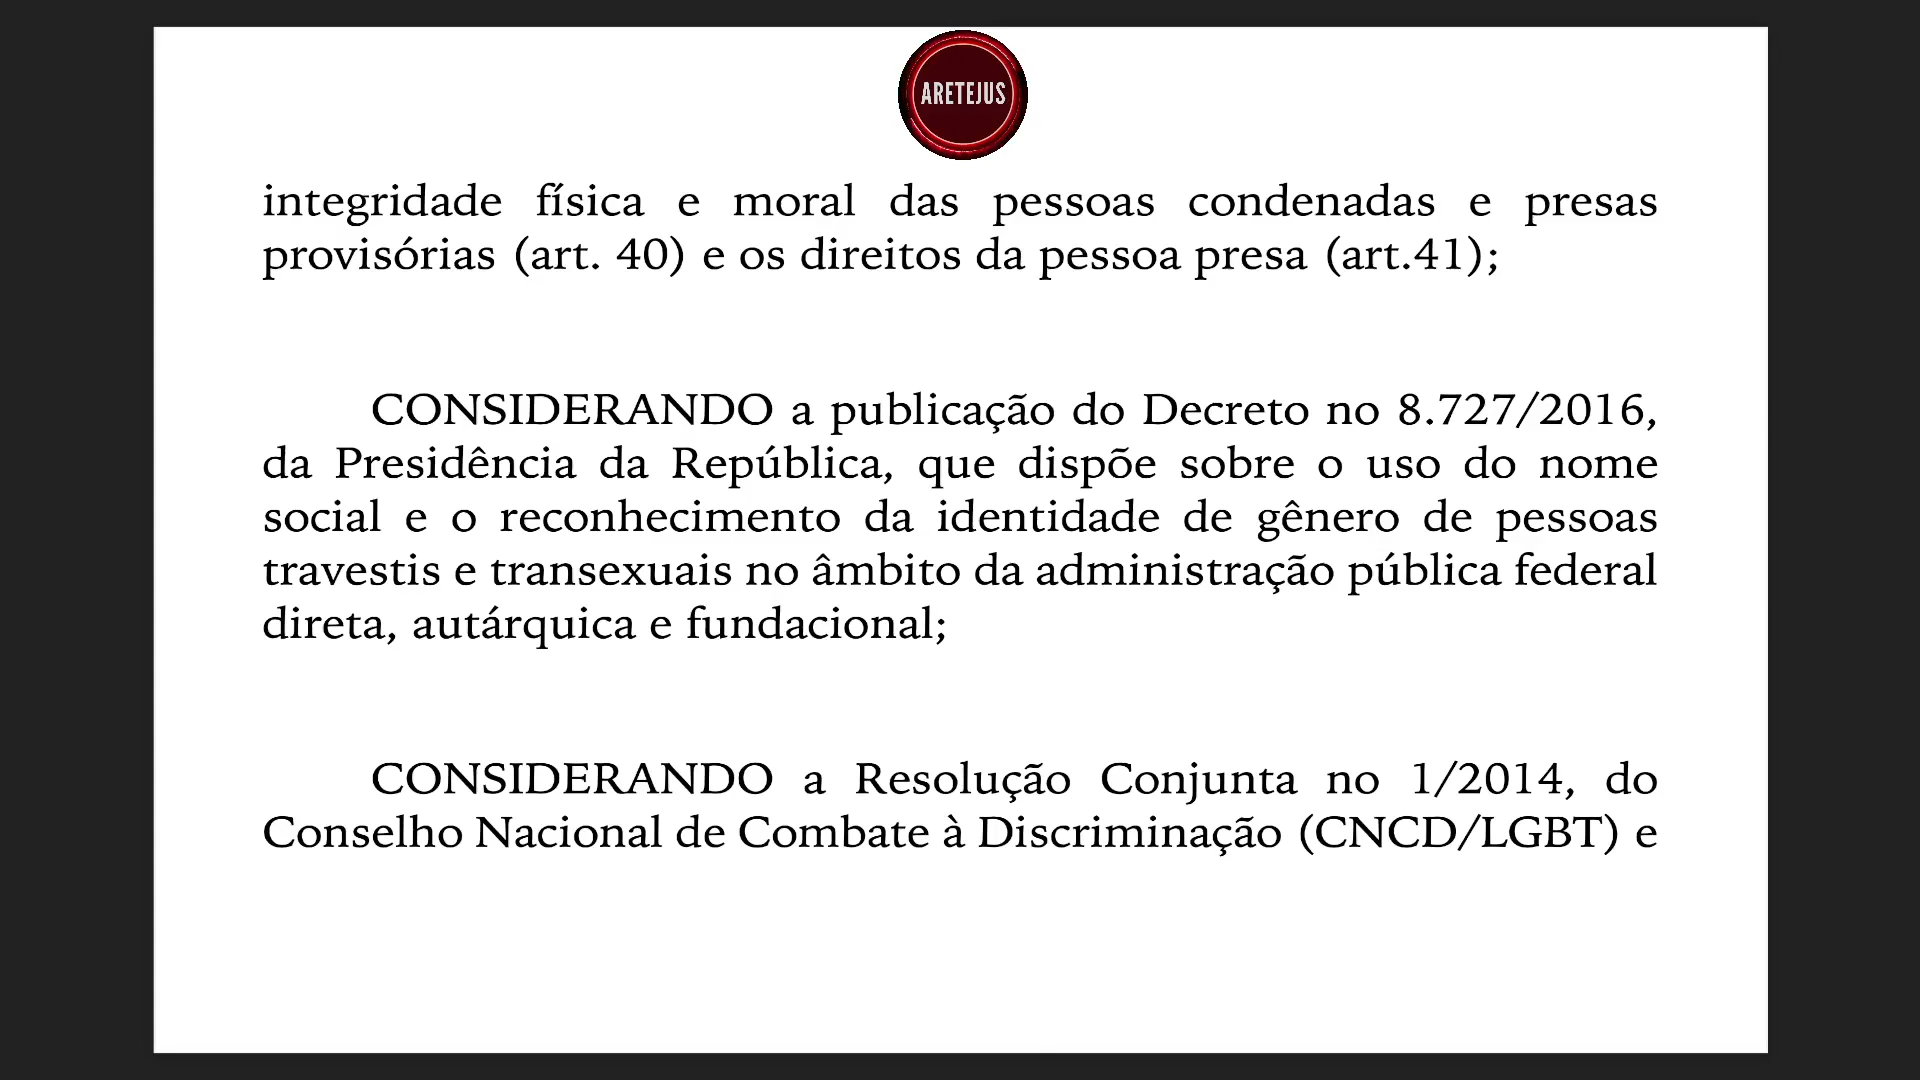 ARETEJUS
integridade física e moral das pessoas condenadas e presas
provisórias (art. 40) e os direitos da pessoa presa (art.41);
CONSIDERANDO a publicação do Decreto no 8.727/2016,
da Presidência da República, que dispõe sobre o uso do nome
social e o reconhecimento da identidade de gênero de pessoas
travestis e transexuais no âmbito da administração pública federal
direta, autárquica e fundacional;
CONSIDERANDO a Resolução Conjunta no 1/2014, do
Conselho Nacional de Combate à Discriminação (CNCD/LGBT) e